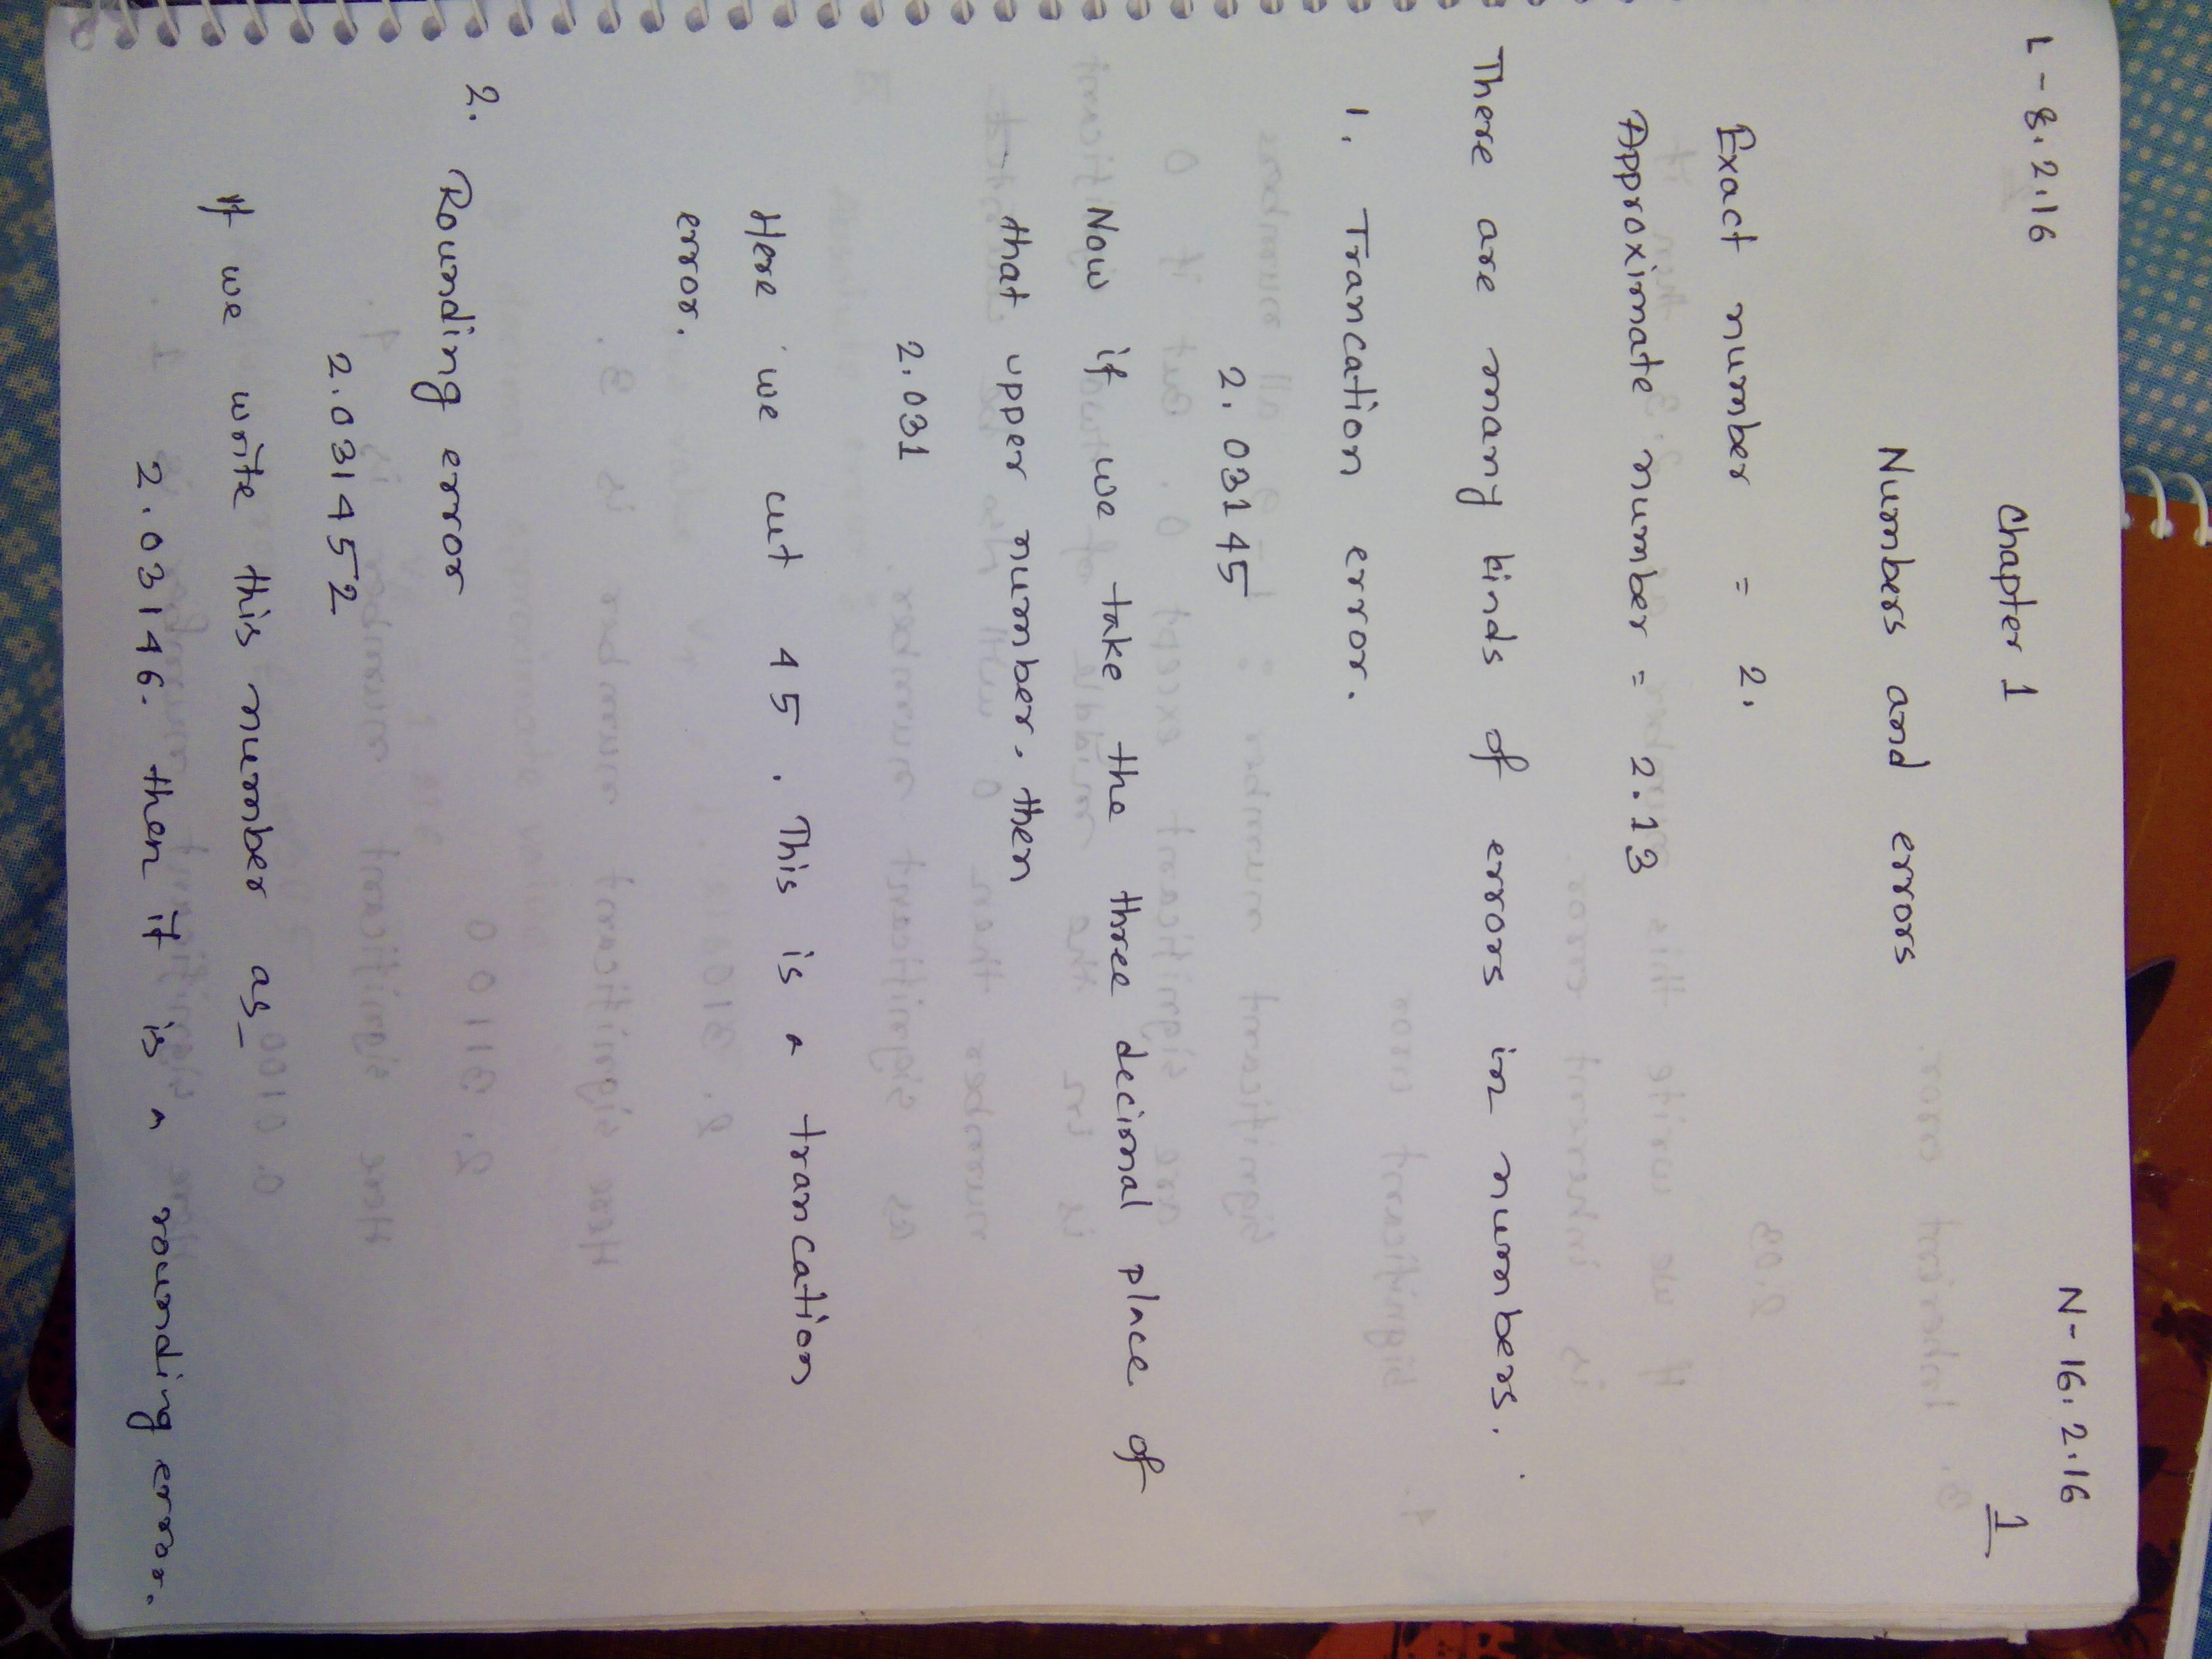 L - 8.2.16
N - 16.2.16
1
Chapter 1
Numbers and errors
Exact number = 2.
Approximate number = 2.13
There are many kinds of errors in numbers.
1. Trancation error.
2.03145
Now if we take the three decimal place of
that upper number. then
2.031
Here we cut 45. This is a trancation
error.
2. Rounding error
2.031452
If we write this number as_
2.03146. then it is a rounding error.